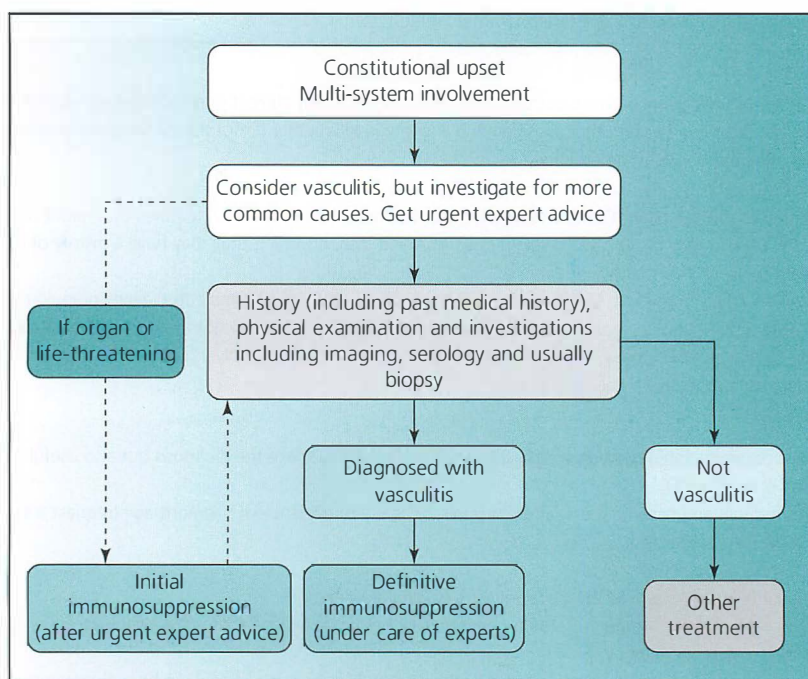 Constitutional upset
Multi-system involvement
Consider vasculitis, but investigate for more
common causes. Get urgent expert advice
If organ or
life-threatening
History (including past medical history),
physical examination and investigations
including imaging, serology and usually
biopsy
Diagnosed with
vasculitis
Not
vasculitis
Initial
immunosuppression
(after urgent expert advice)
Definitive
immunosuppression
(under care of experts)
Other
treatment